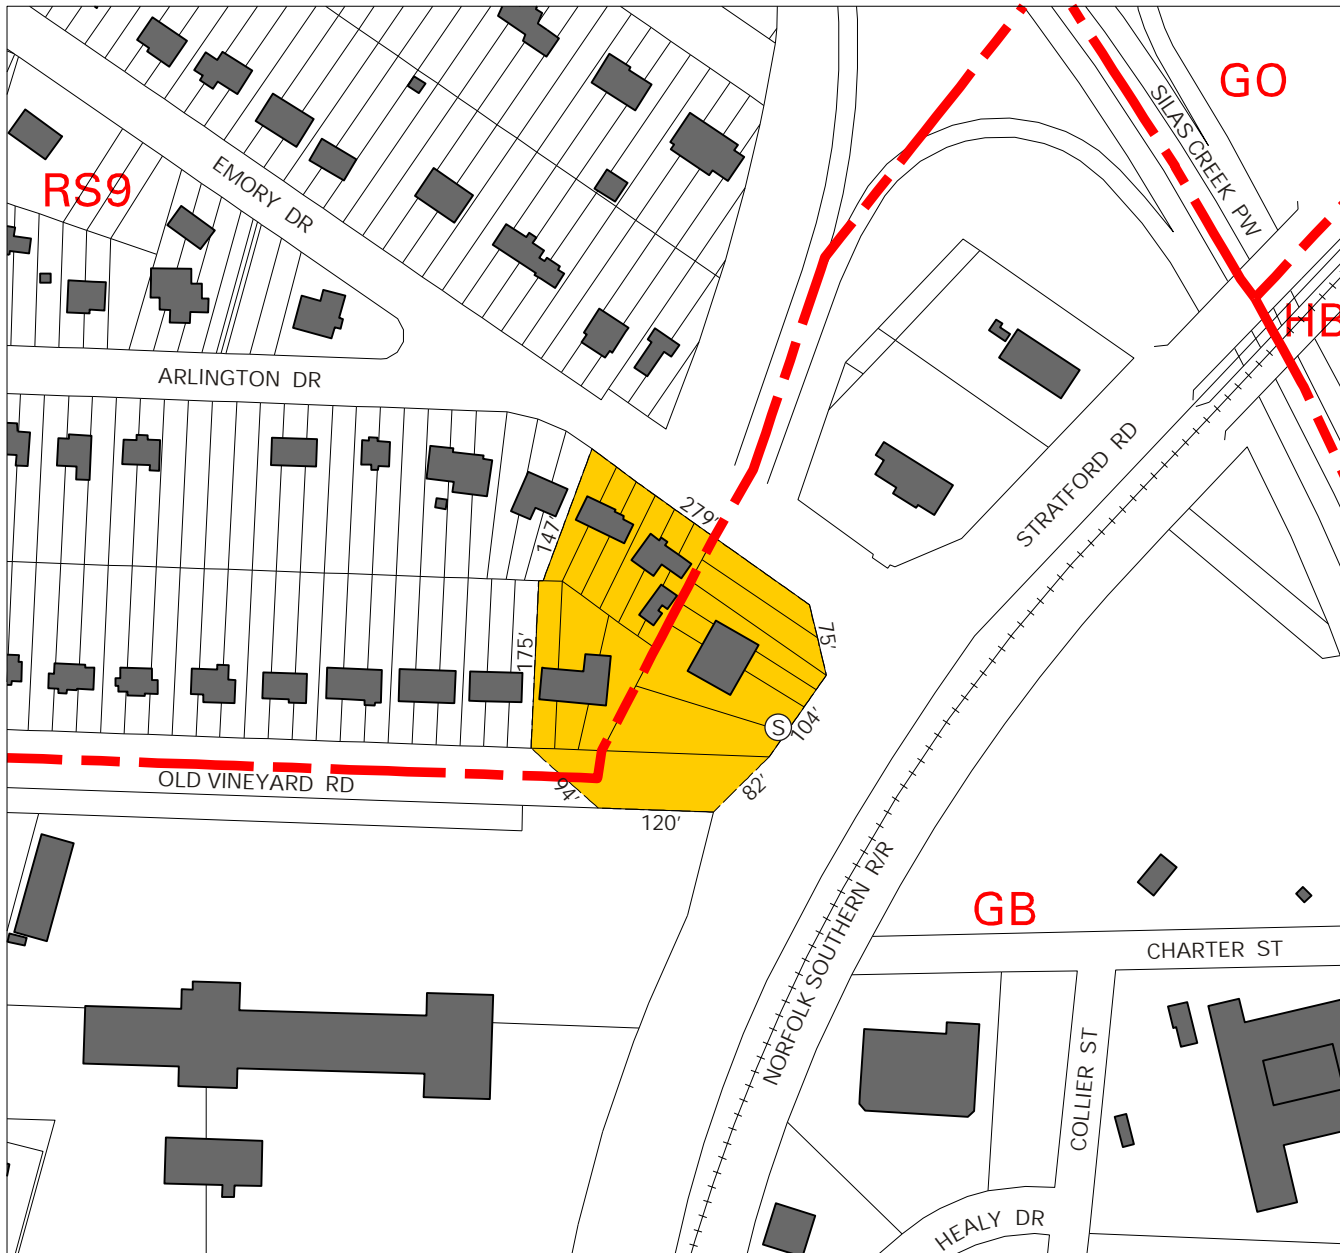 GO
SILAS CREEK PW
RS9
EMORY DR
HB
ARLINGTON DR
STRATFORD RD
279'
147'
75'
175'
S
104'
OLD VINEYARD RD
94'
82'
120'
NORFOLK SOUTHERN R/R
GB
CHARTER ST
COLLIER ST
HEALY DR